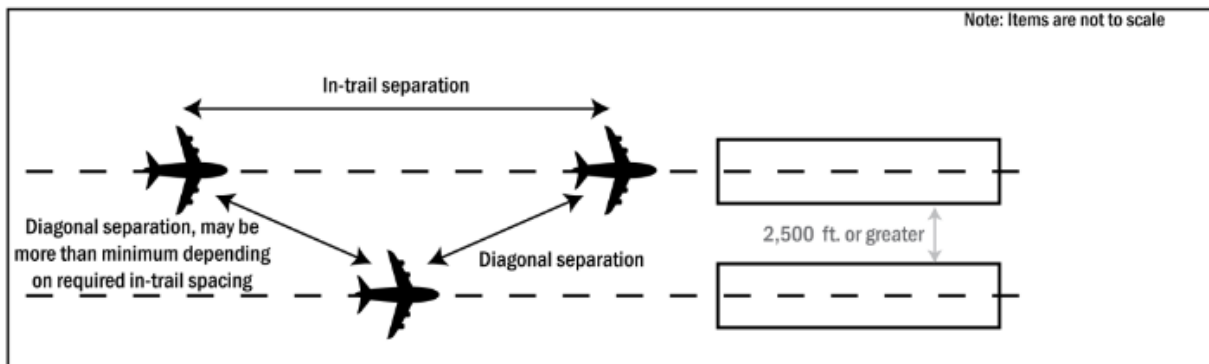 Note: Items are not to scale
In-trail separation
Diagonal separation, may be
more than minimum depending
on required in-trail spacing
Diagonal separation
2,500 ft. or greater